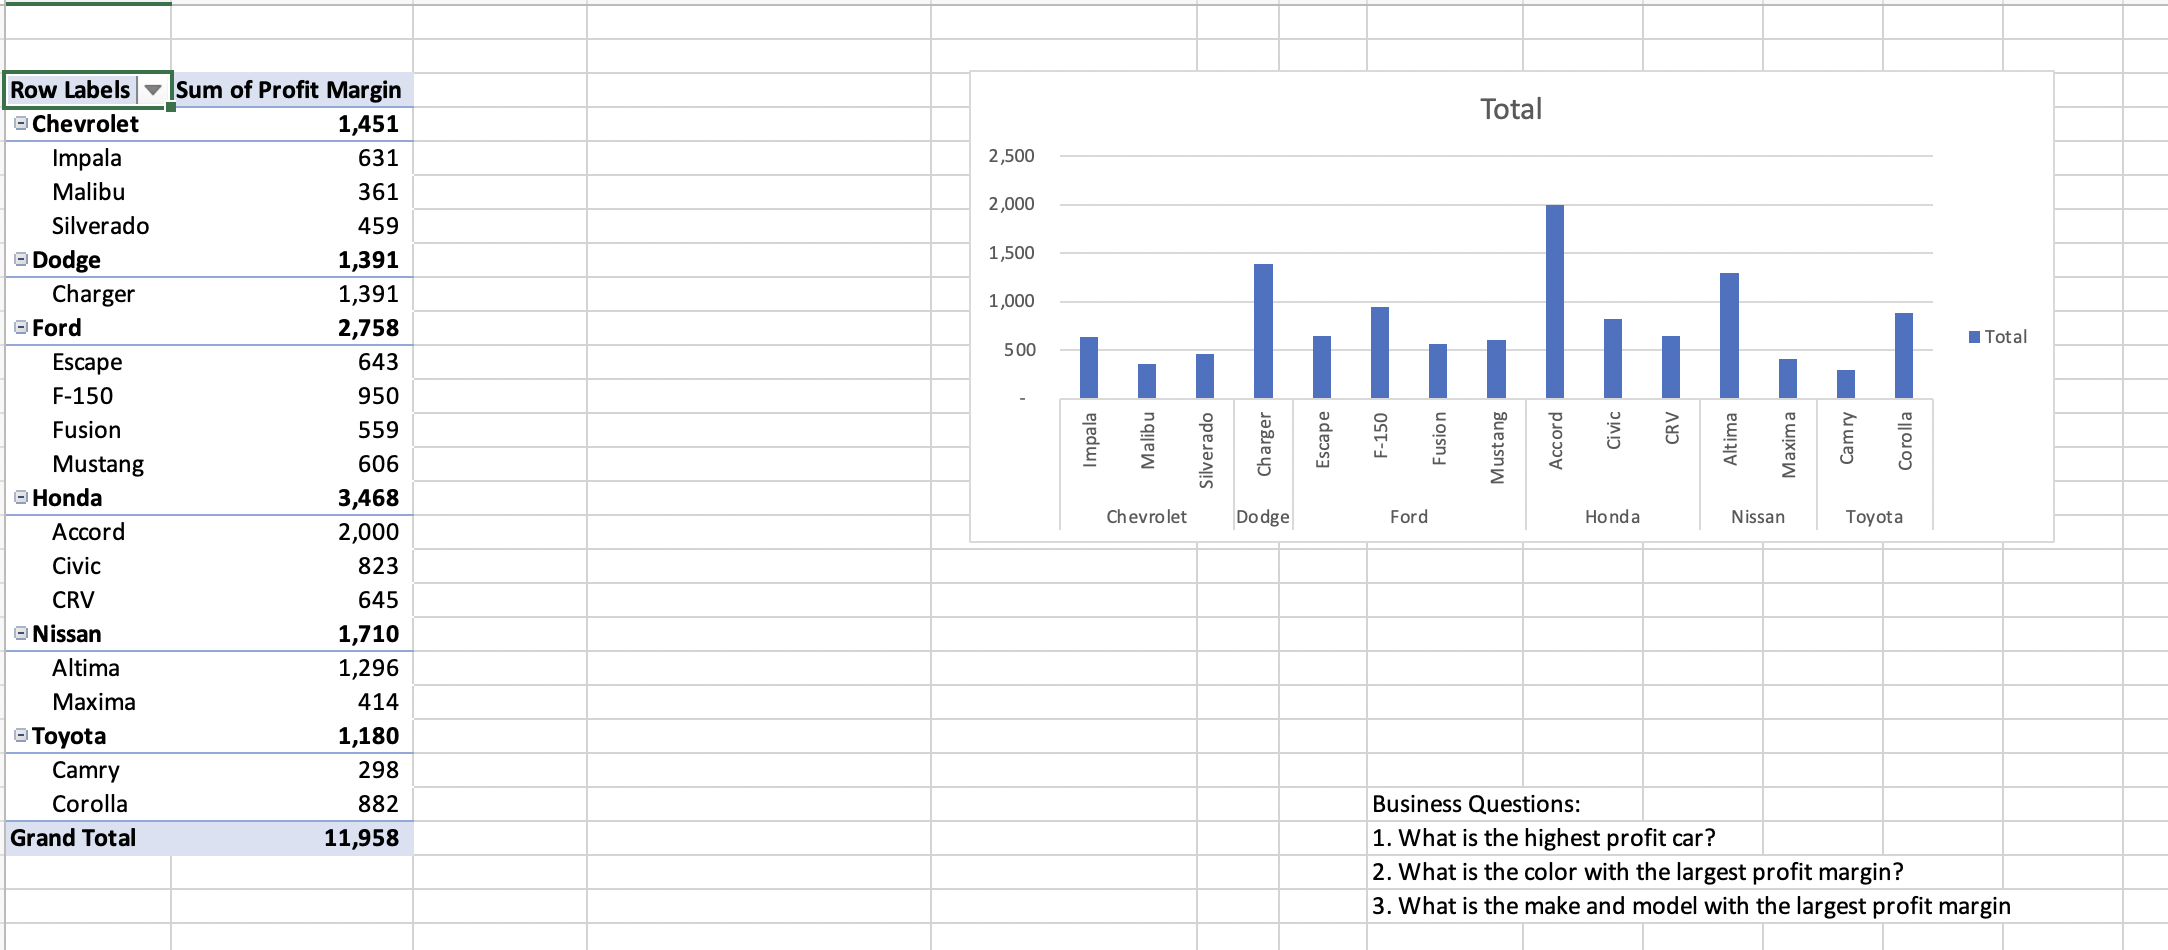 Row Labels Sum of Profit Margin
Chevrolet 1,451
Impala 631
Malibu 361
Silverado 459
Dodge 1,391
Charger 1,391
Ford 2,758
Escape 643
F-150 950
Fusion 559
Mustang 606
Honda 3,468
Accord 2,000
Civic 823
CRV 645
Nissan 1,710
Altima 1,296
Maxima 414
Toyota 1,180
Camry 298
Corolla 882
Grand Total 11,958
Total
2,500
2,000
1,500
1,000
500
-
Impala Malibu Silverado Charger Escape F-150 Fusion Mustang Accord Civic CRV Altima Maxima Camry Corolla
Chevrolet Dodge Ford Honda Nissan Toyota
Total
Business Questions:
1. What is the highest profit car?
2. What is the color with the largest profit margin?
3. What is the make and model with the largest profit margin